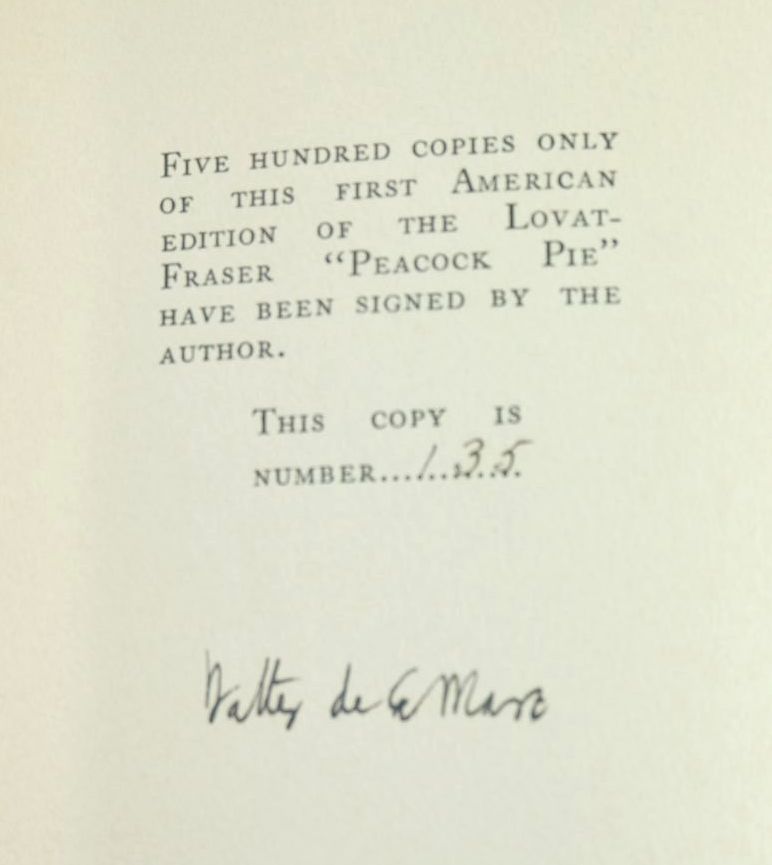 Five hundred copies only
of this first American
edition of the Lovat-
Fraser “Peacock Pie”
have been signed by the
author.
This copy is
number...135...
Walter de la Mare